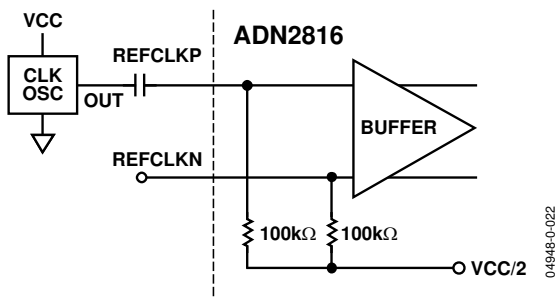 VCC
ADN2816
REFCLKP
CLK
OSC
OUT
BUFFER
REFCLKN
100kΩ
100kΩ
VCC/2
04948-0-022